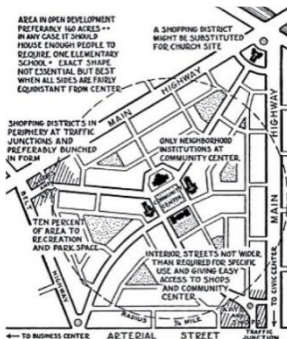 AREA IN OPEN DEVELOPMENT
PREFERABLY 160 ACRES • •
IN ANY CASE IT SHOULD
HOUSE ENOUGH PEOPLE TO
REQUIRE ONE ELEMENTARY
SCHOOL • EXACT SHAPE
NOT ESSENTIAL BUT BEST
WHEN ALL SIDES ARE FAIRLY
EQUIDISTANT FROM CENTER
A SHOPPING DISTRICT
MIGHT BE SUBSTITUTED
FOR CHURCH SITE
MAIN HIGHWAY
SHOPPING DISTRICTS IN
PERIPHERY AT TRAFFIC
JUNCTIONS AND
PREFERABLY BUNCHED
IN FORM
ONLY NEIGHBORHOOD
INSTITUTIONS AT
COMMUNITY CENTER
HIGHWAY
MAIN
COMMUNITY
CENTER
TEN PERCENT
OF AREA TO
RECREATION
AND PARK SPACE
INTERIOR STREETS NOT WIDER
THAN REQUIRED FOR SPECIFIC
USE AND GIVING EASY
ACCESS TO SHOPS
AND COMMUNITY
CENTER
HIGHWAY
RADIUS
¼ MILE
TO CIVIC CENTER
TO BUSINESS CENTER
ARTERIAL STREET
TRAFFIC
JUNCTION